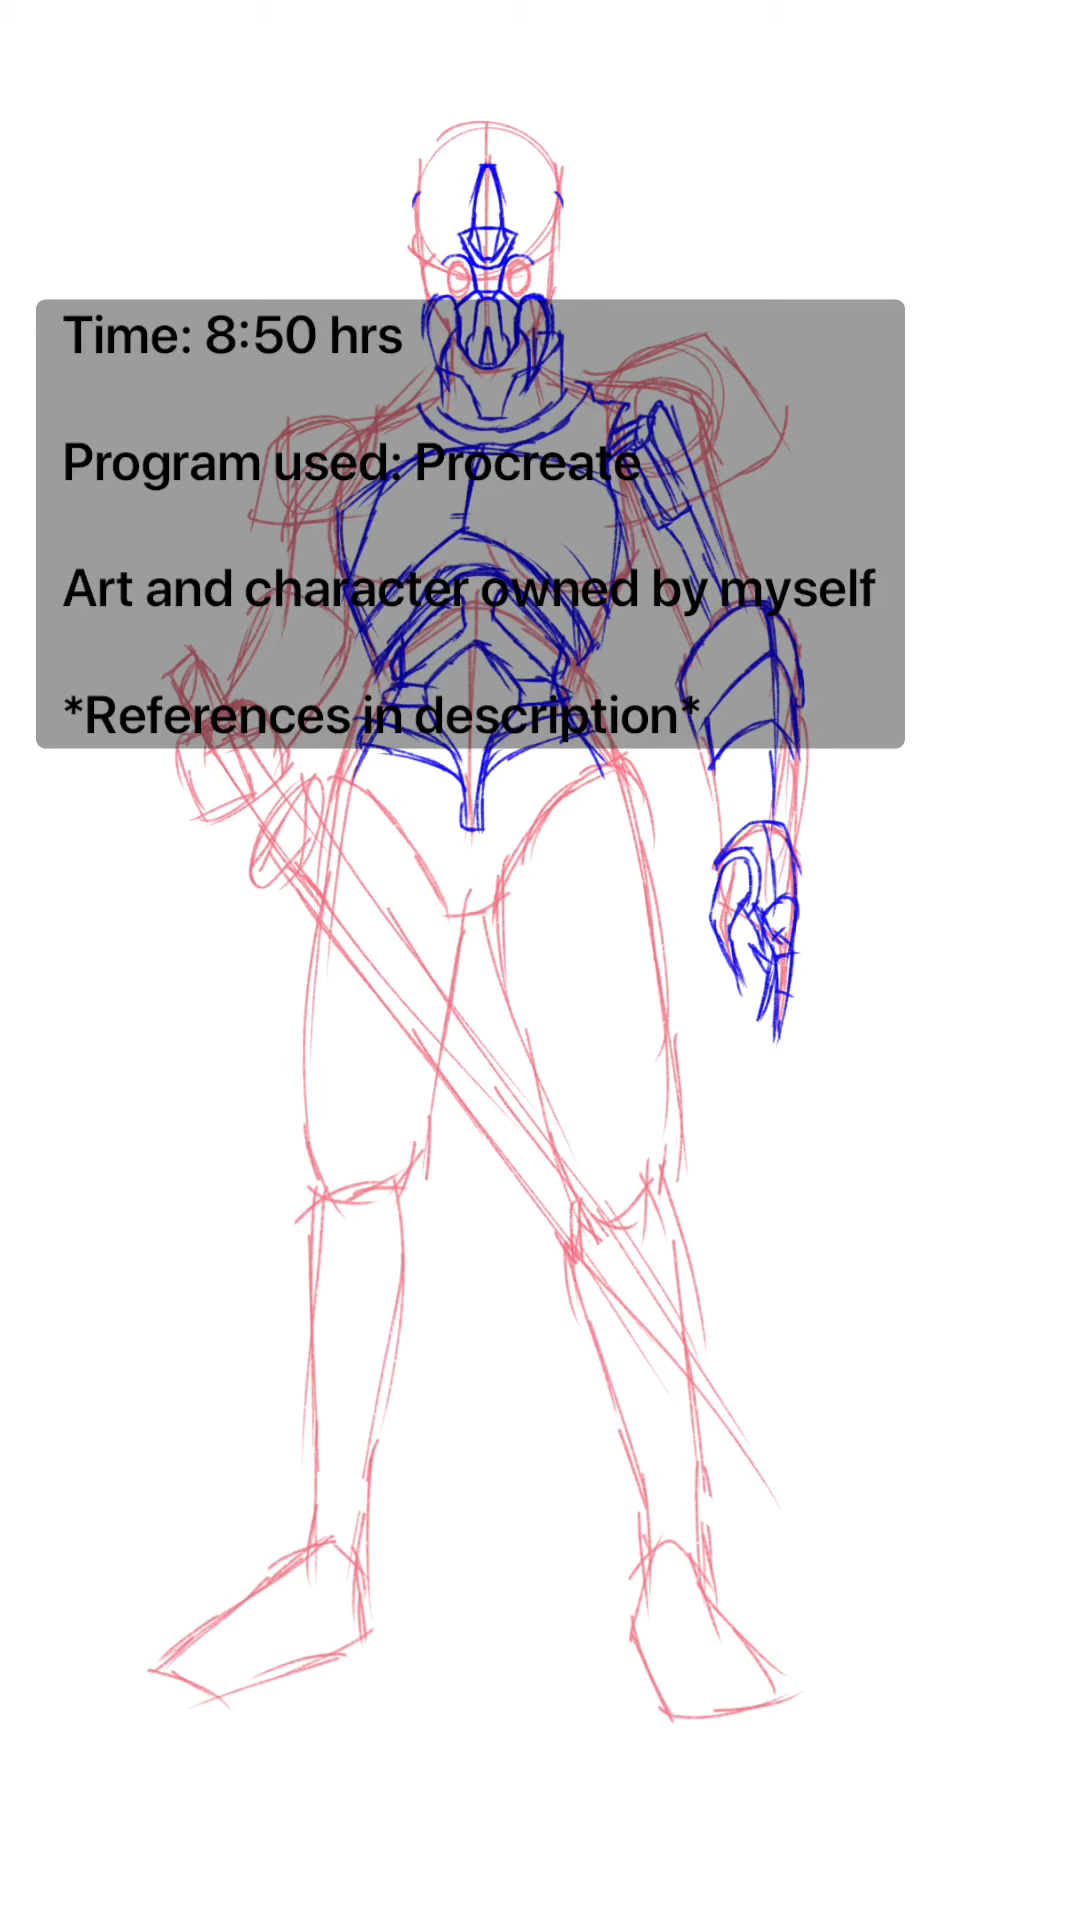 Time: 8:50 hrs
Program used: Procreate
Art and character owned by myself
*References in description*